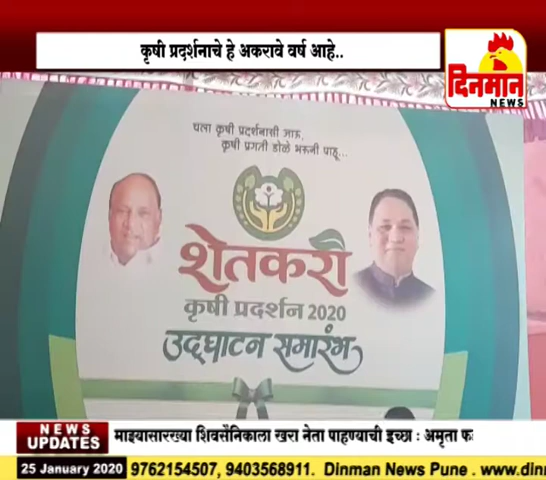 कृषी प्रदर्शनाचे हे अकरावे वर्ष आहे..
दिनमान
NEWS
चला कृषी प्रदर्शनासी जाऊ,
कृषी प्रगती डोळे भरूनी पाहू...
शेतकरी
कृषी प्रदर्शन 2020
उद्घाटन समारंभ
NEWS
UPDATES
माझ्यासारख्या शिवसैनिकाला खरा नेता पाहण्याची इच्छा : अमृता
25 January 2020
9762154507, 9403568911. Dinman News Pune . www.din